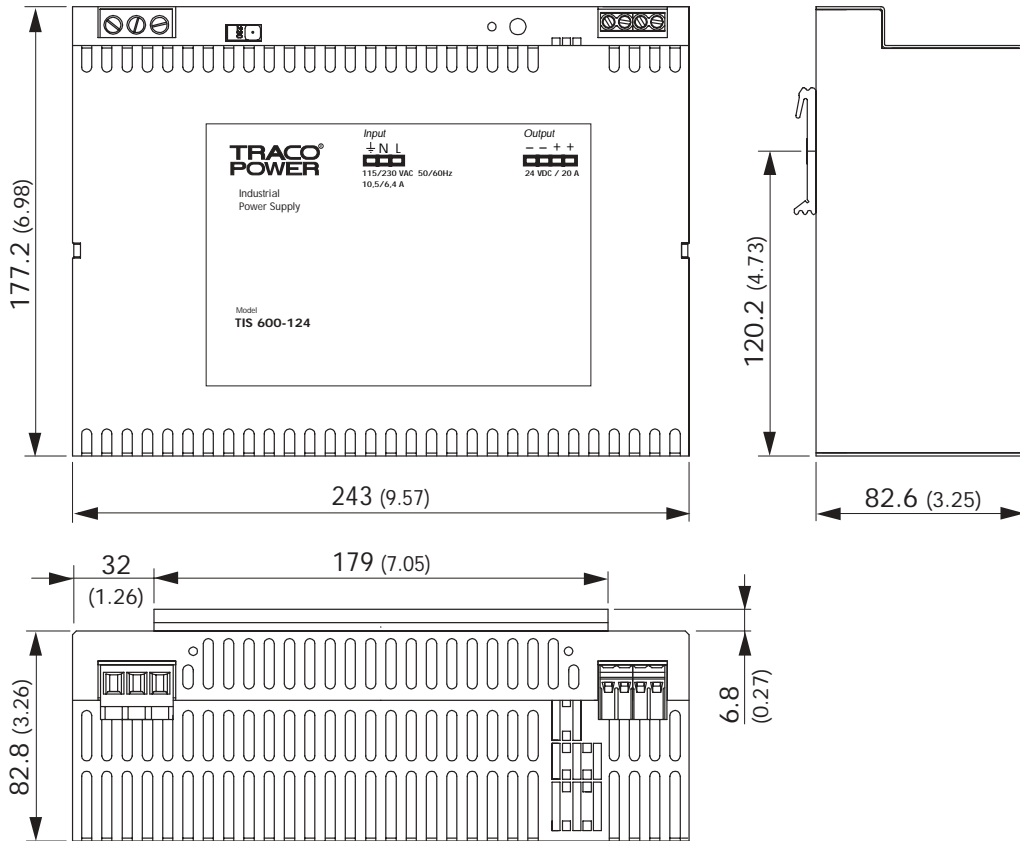 TRACO®
POWER
Industrial
Power Supply
Input
⏚ N L
115/230 VAC 50/60Hz
10,5/6,4 A
Output
– – + +
24 VDC / 20 A
Model
TIS 600-124
177.2 (6.98)
243 (9.57)
120.2 (4.73)
82.6 (3.25)
32
(1.26)
179 (7.05)
82.8 (3.26)
6.8
(0.27)